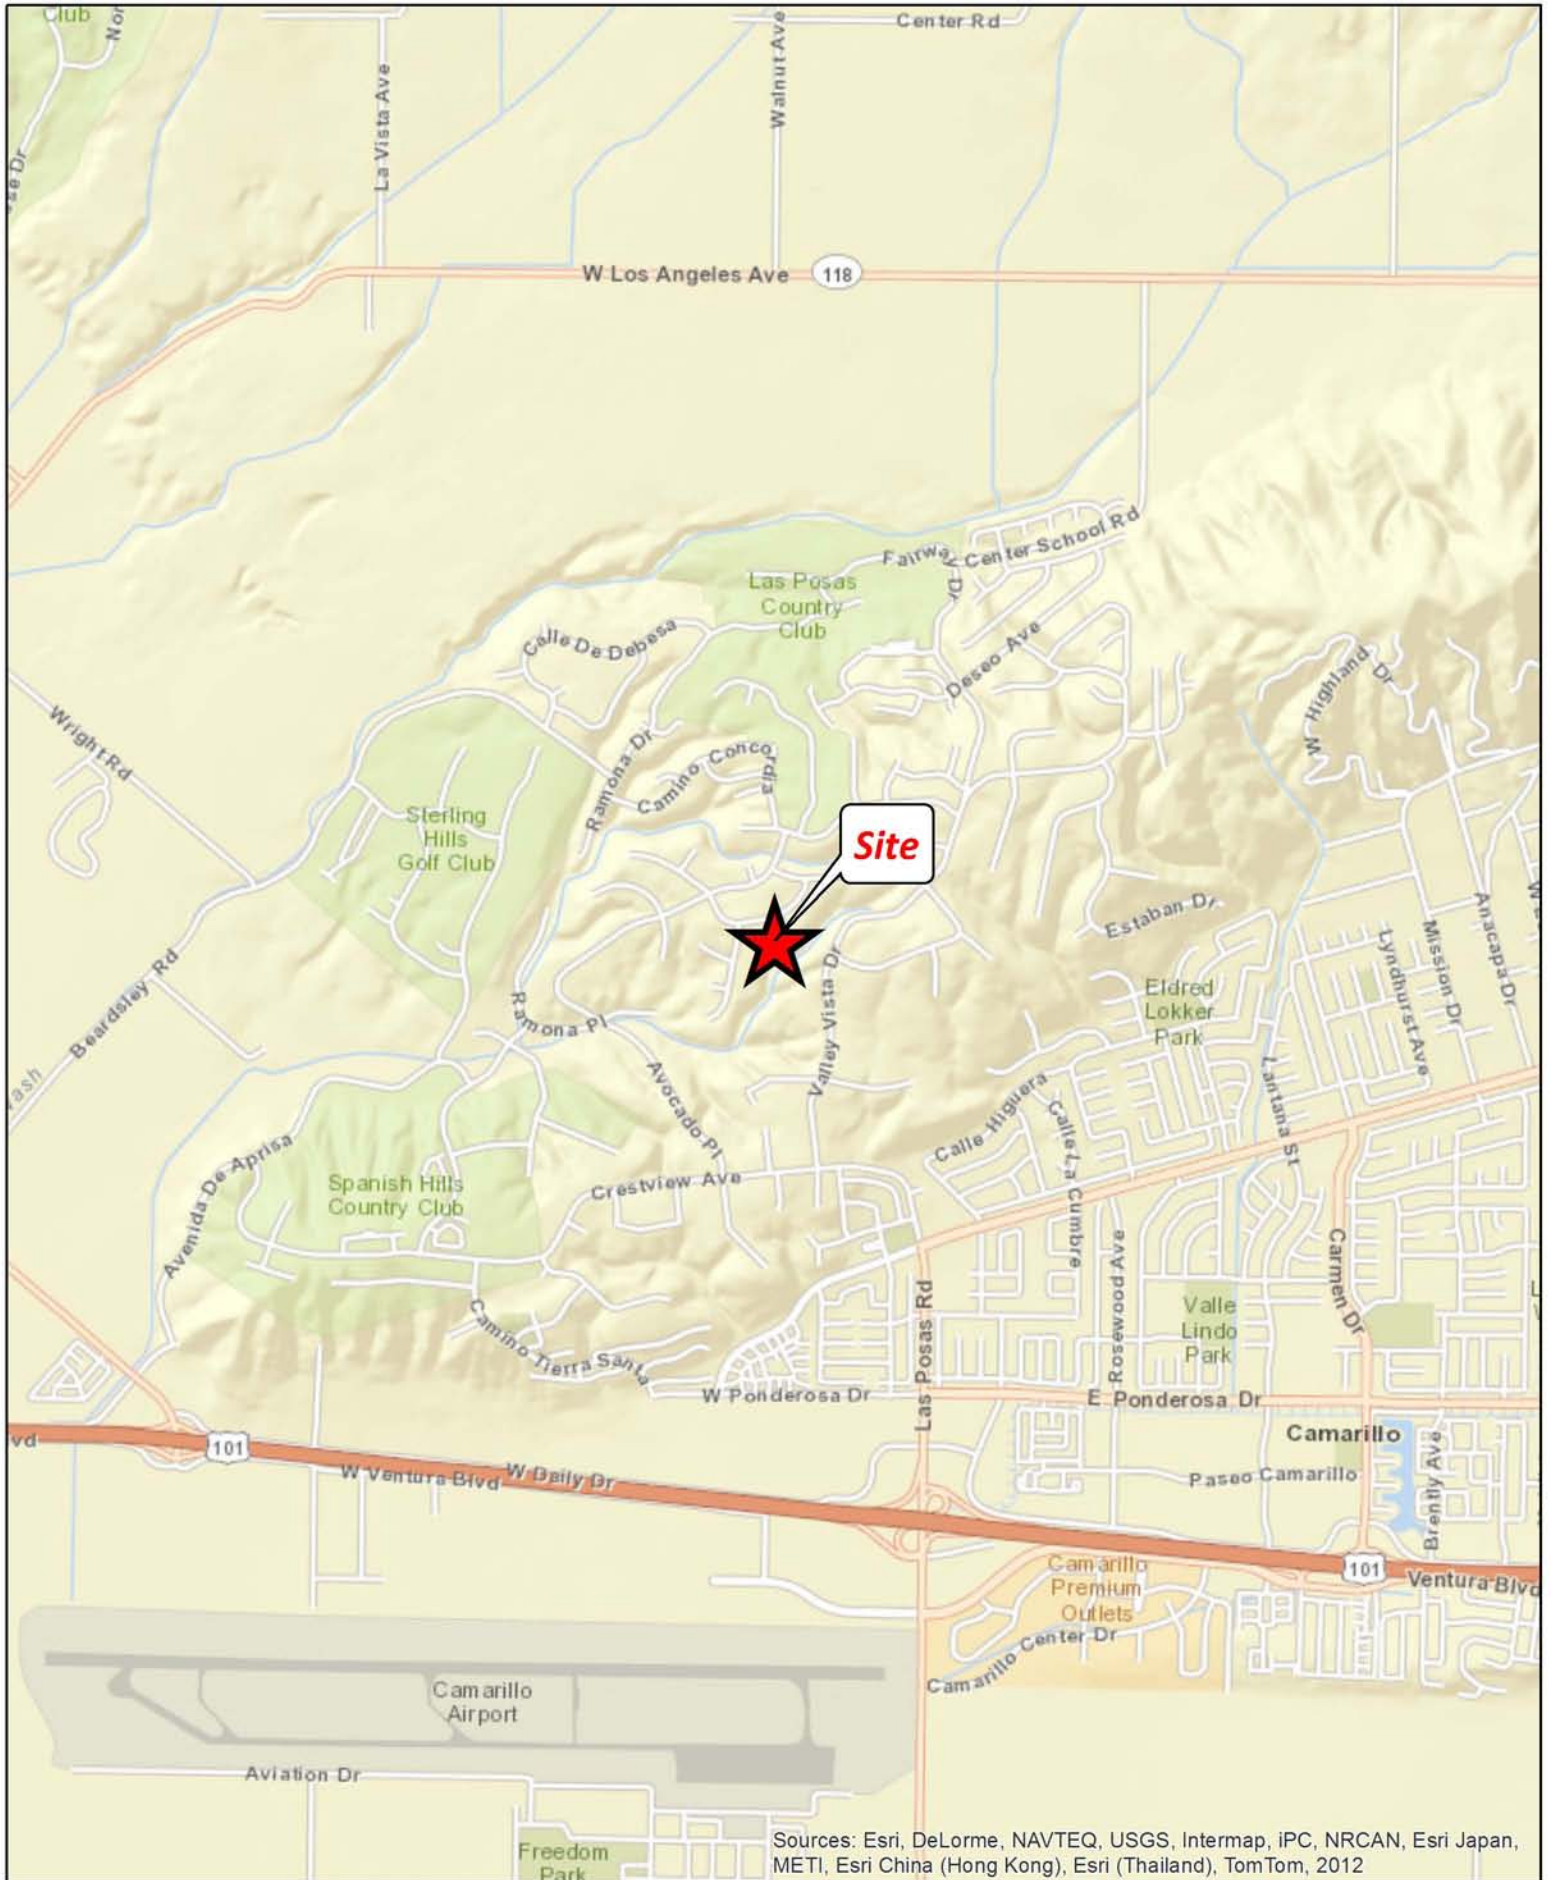 Club
Nor
Center Rd
Walnut Ave
La Vista Ave
se Dr
W Los Angeles Ave
118
Fairway Dr
Center School Rd
Las Posas
Country
Club
Calle De Debesa
Deseo Ave
W Highland Dr
Wright Rd
Ramona Dr
Camino Concordia
Sterling
Hills
Golf Club
Site
Estaban Dr
Anacapa Dr
Mission Dr
Lyndhurst Ave
Beardsley Rd
Valley Vista Dr
Eldred
Lokker
Park
Ramona Pl
Avocado Pl
Lantana St
Calle Higuera
Calle La Cumbre
Avenida De Aprisa
Spanish Hills
Country Club
Crestview Ave
Carmen Dr
Rosewood Ave
Las Posas Rd
Valle
Lindo
Park
Camino Tierra Santa
W Ponderosa Dr
E Ponderosa Dr
Camarillo
vd
101
W Ventura Blvd
W Daily Dr
Paseo Camarillo
Brently Ave
Camarillo
Premium
Outlets
101
Ventura Blvd
Camarillo Center Dr
Camarillo
Airport
Aviation Dr
Freedom
Park
Sources: Esri, DeLorme, NAVTEQ, USGS, Intermap, iPC, NRCAN, Esri Japan,
METI, Esri China (Hong Kong), Esri (Thailand), TomTom, 2012